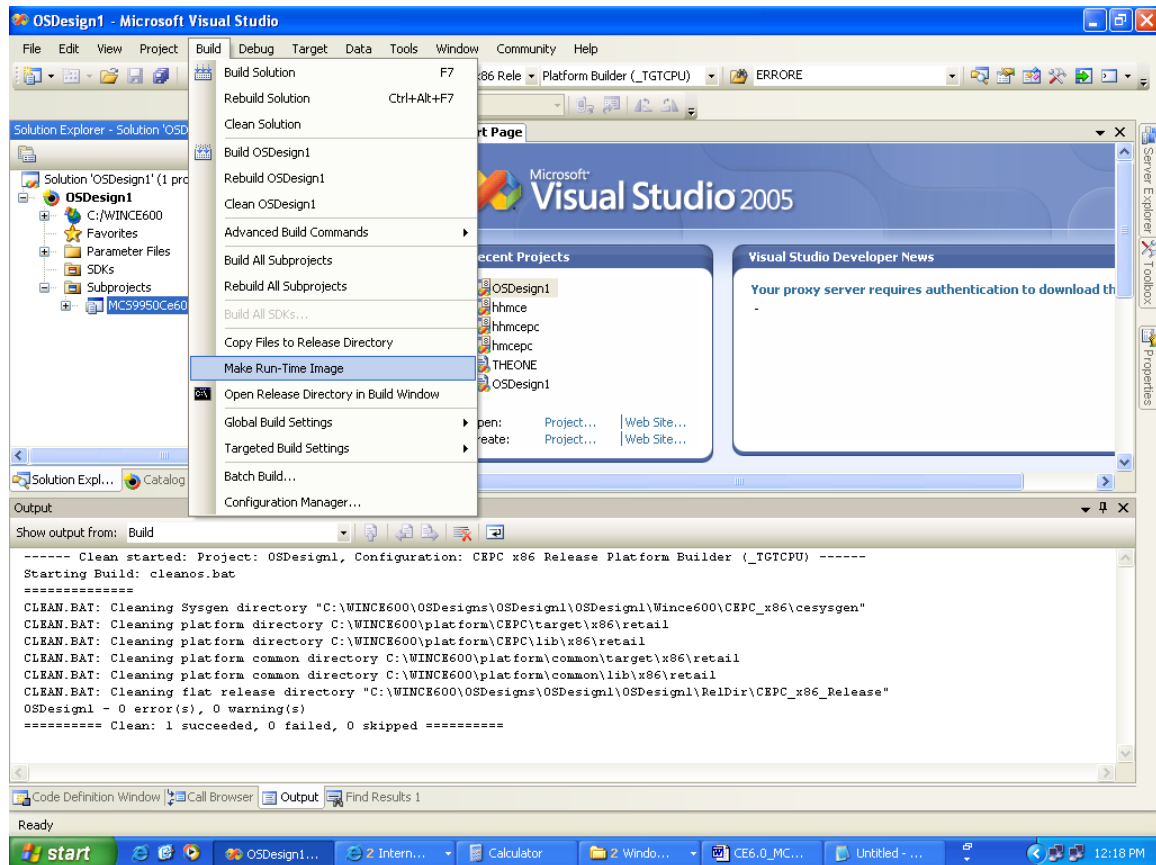 OSDesign1 - Microsoft Visual Studio
File Edit View Project Build Debug Target Data Tools Window Community Help
x86 Rele Platform Builder (_TGTCPU) ERRORE
Build Solution F7
Rebuild Solution Ctrl+Alt+F7
Clean Solution
Build OSDesign1
Rebuild OSDesign1
Clean OSDesign1
Advanced Build Commands
Build All Subprojects
Rebuild All Subprojects
Build All SDKs...
Copy Files to Release Directory
Make Run-Time Image
Open Release Directory in Build Window
Global Build Settings
Targeted Build Settings
Batch Build...
Configuration Manager...
Solution Explorer - Solution 'OSD
Solution 'OSDesign1' (1 pro
OSDesign1
C:/WINCE600
Favorites
Parameter Files
SDKs
Subprojects
MCS9950Ce60
Solution Expl... Catalog
rt Page
Microsoft
Visual Studio 2005
ecent Projects
OSDesign1
hhmce
hhmcepc
hmcepc
THEONE
OSDesign1
pen: Project... Web Site...
reate: Project... Web Site...
Visual Studio Developer News
Your proxy server requires authentication to download th
-
Server Explorer
Toolbox
Properties
Output
Show output from: Build
------ Clean started: Project: OSDesign1, Configuration: CEPC x86 Release Platform Builder (_TGTCPU) ------
Starting Build: cleanos.bat
==============
CLEAN.BAT: Cleaning Sysgen directory "C:\WINCE600\OSDesigns\OSDesign1\OSDesign1\Wince600\CEPC_x86\cesysgen"
CLEAN.BAT: Cleaning platform directory C:\WINCE600\platform\CEPC\target\x86\retail
CLEAN.BAT: Cleaning platform directory C:\WINCE600\platform\CEPC\lib\x86\retail
CLEAN.BAT: Cleaning platform common directory C:\WINCE600\platform\common\target\x86\retail
CLEAN.BAT: Cleaning platform common directory C:\WINCE600\platform\common\lib\x86\retail
CLEAN.BAT: Cleaning flat release directory "C:\WINCE600\OSDesigns\OSDesign1\OSDesign1\RelDir\CEPC_x86_Release"
OSDesign1 - 0 error(s), 0 warning(s)
========== Clean: 1 succeeded, 0 failed, 0 skipped ==========
Code Definition Window Call Browser Output Find Results 1
Ready
start OSDesign1... 2 Intern... Calculator 2 Windo... CE6.0_MC... Untitled - ... 12:18 PM